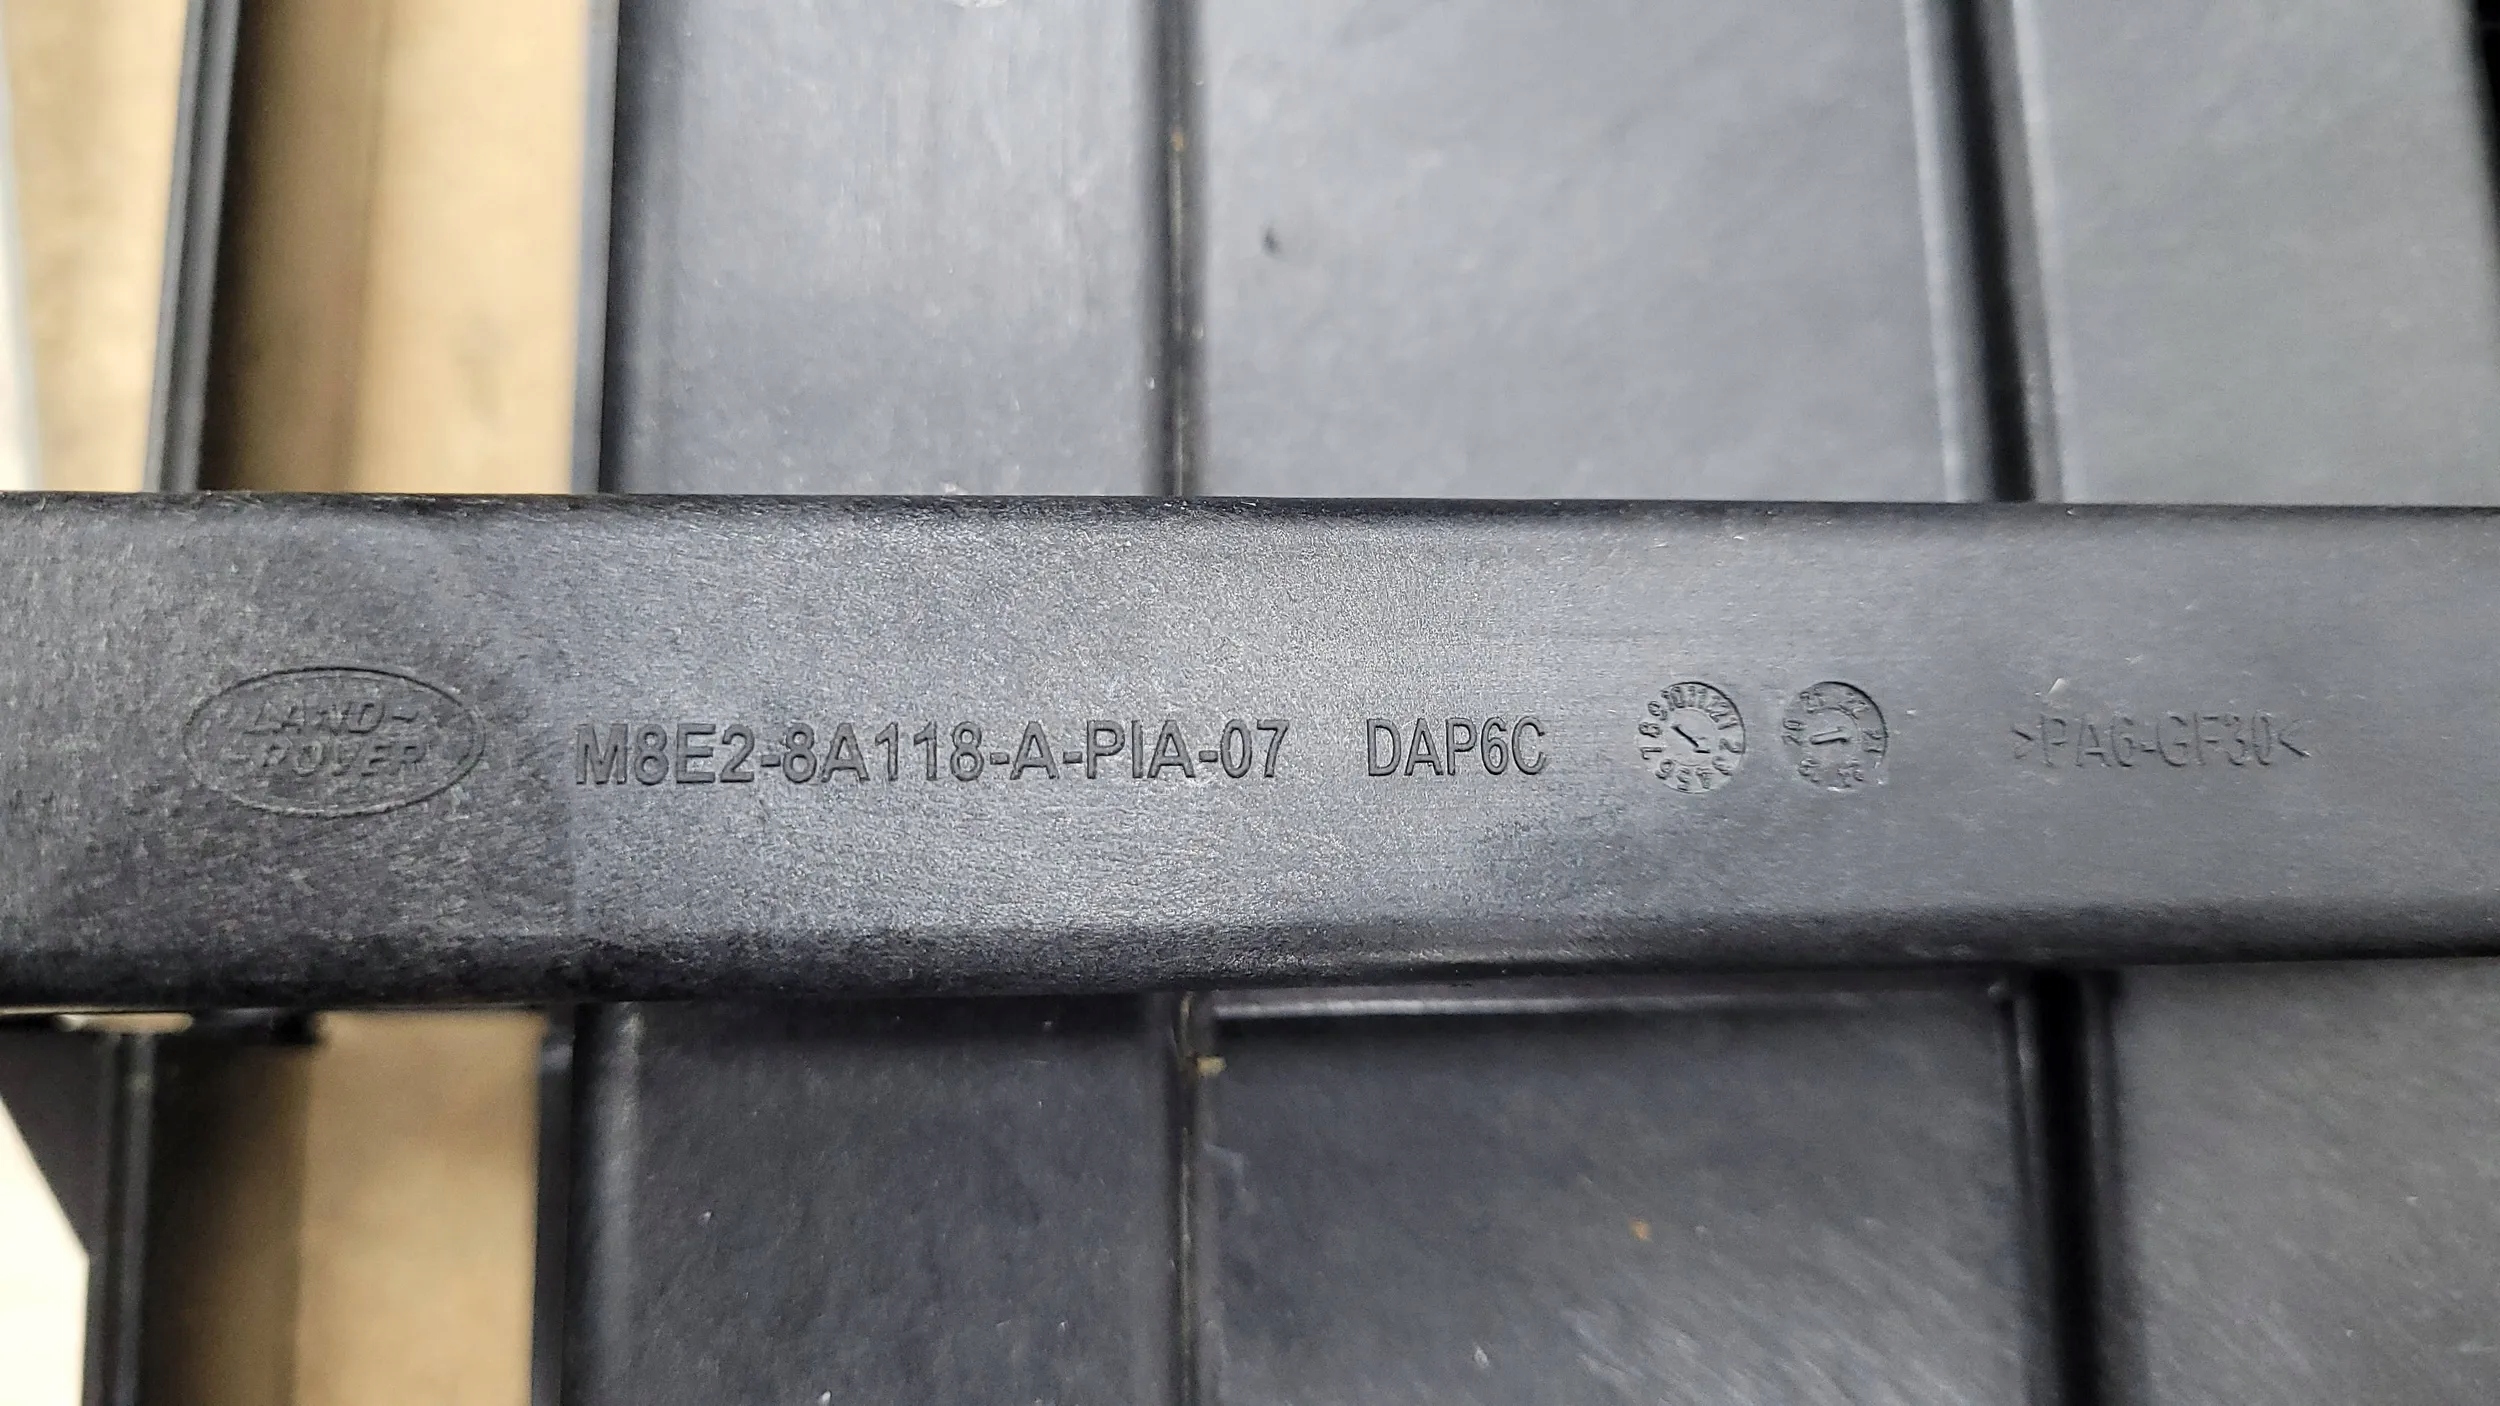 LAND-
-ROVER
M8E2-8A118-A-PIA-07 DAP6C >PA6-GF30<